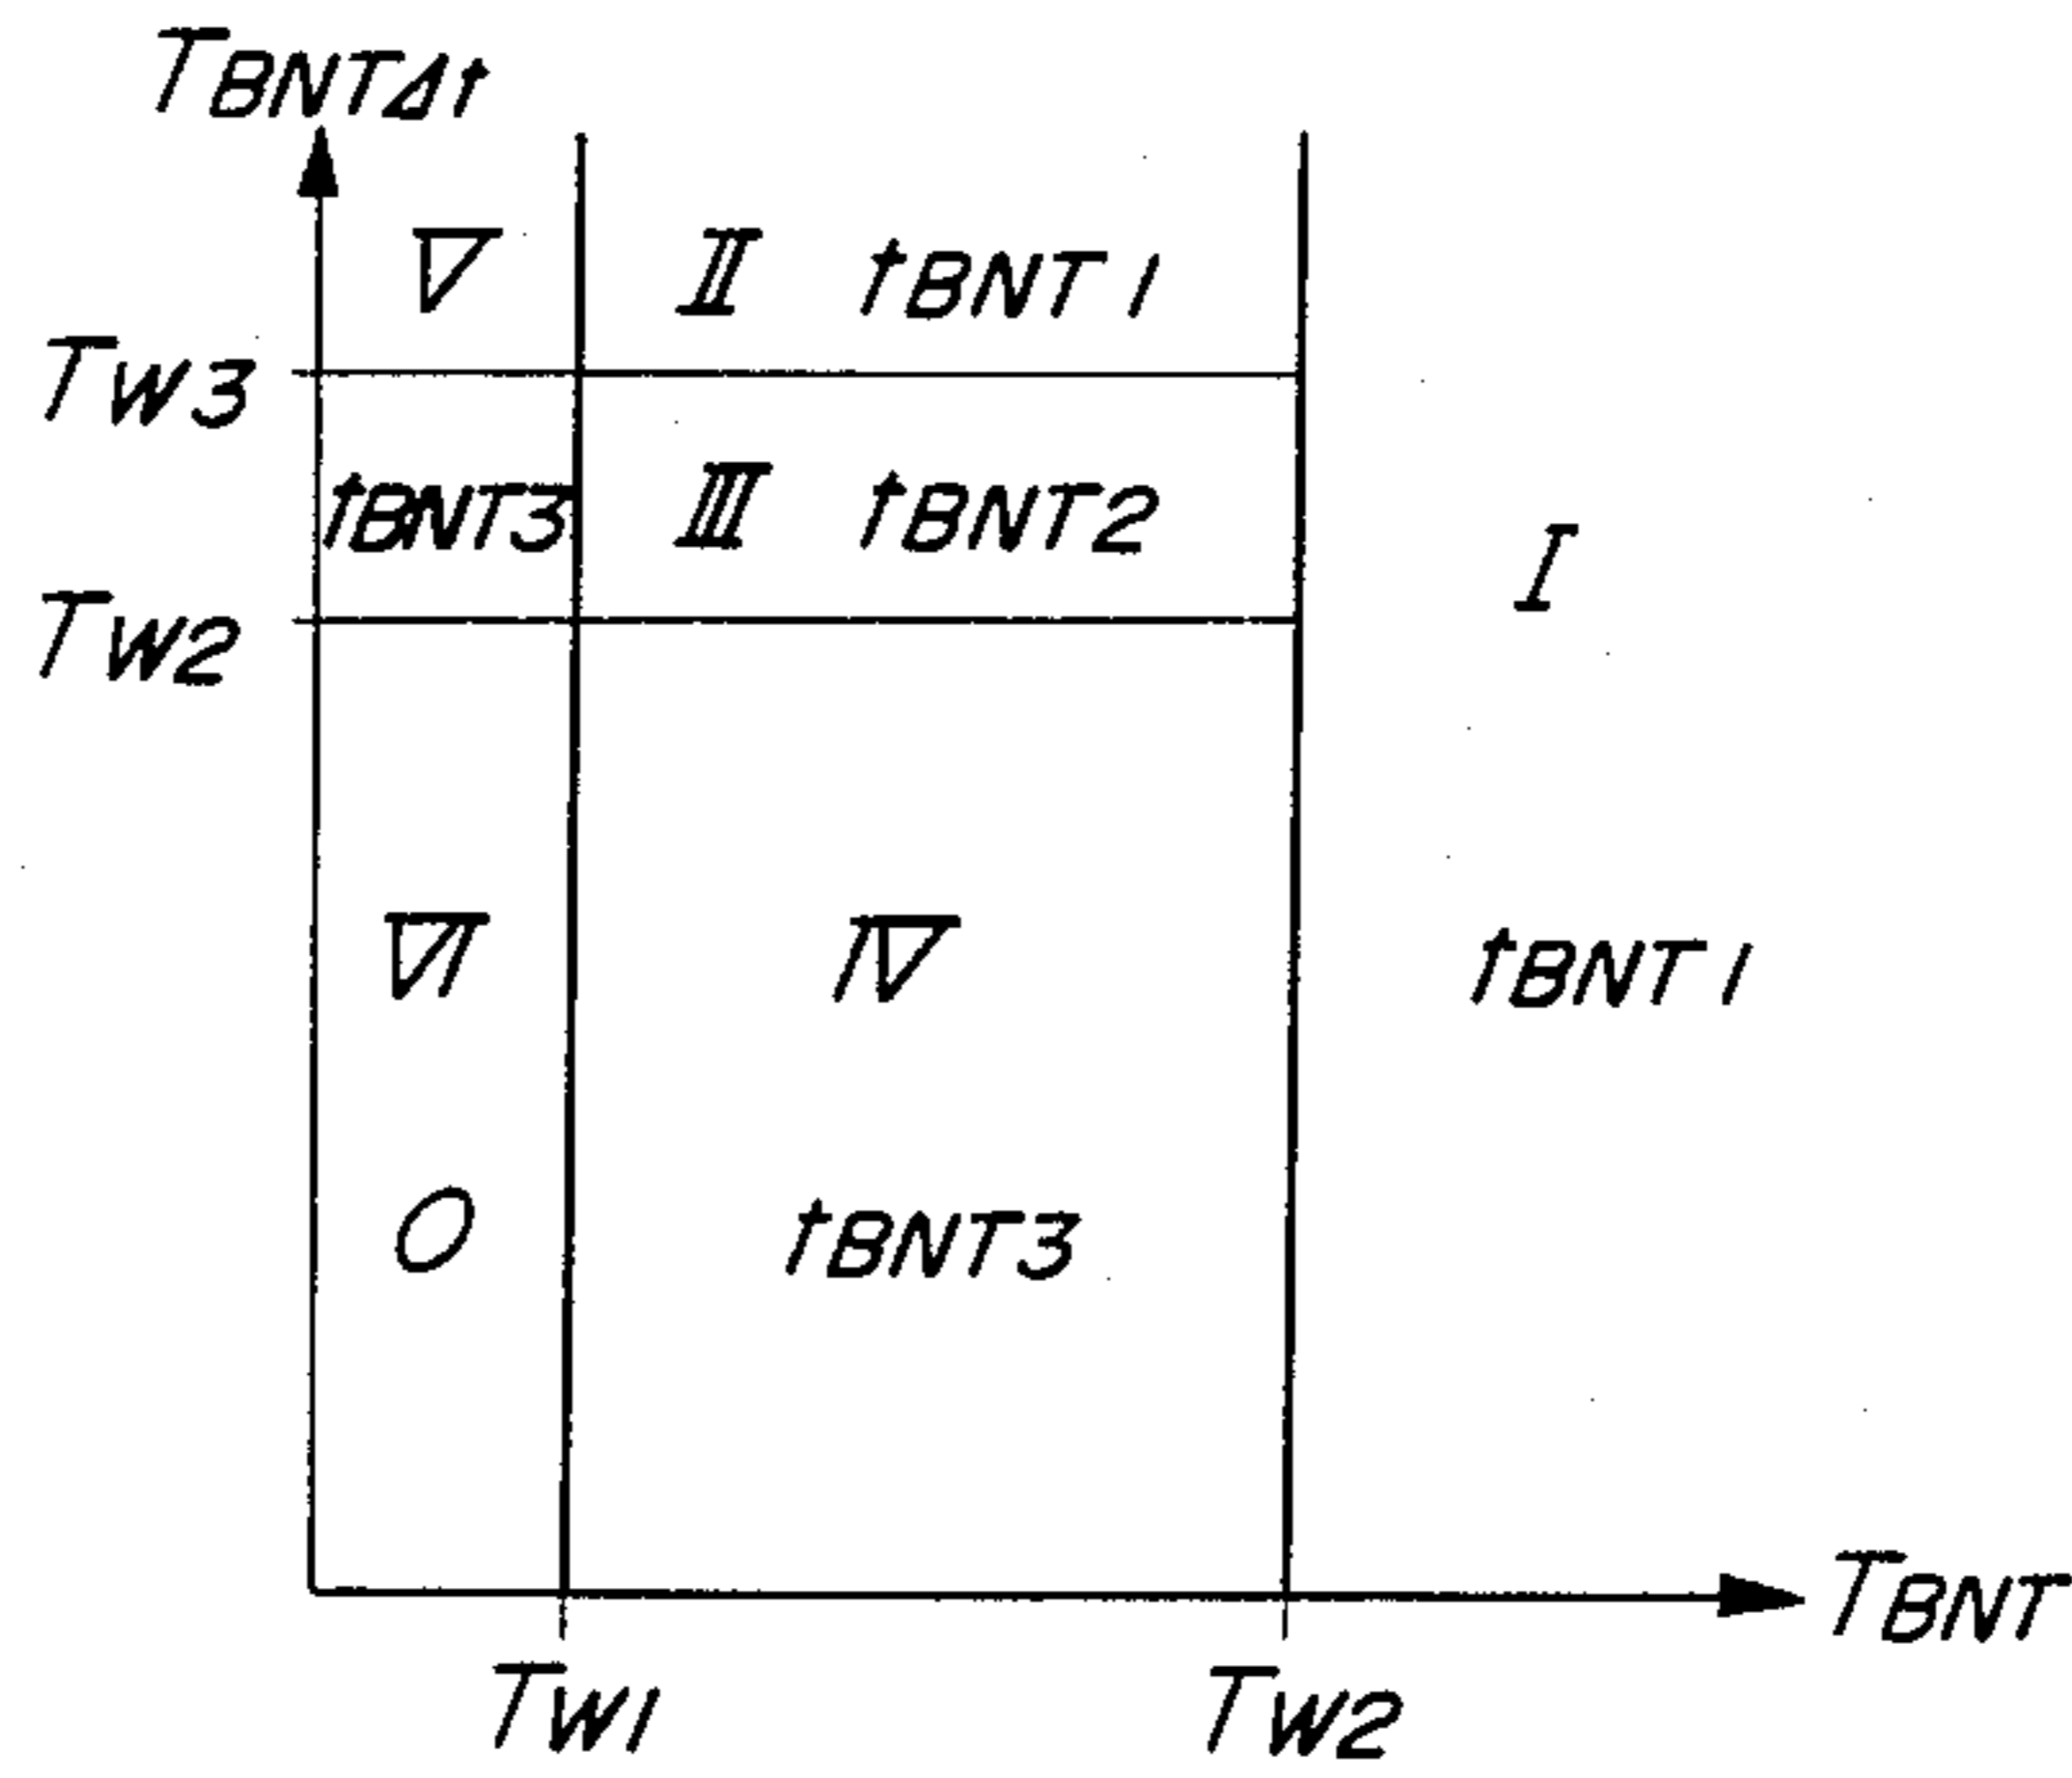 TBNTΔt
V II tBNT1
TW3
tBNT3 III tBNT2
I
TW2
VI IV
tBNT1
O tBNT3
TBNT
TW1 TW2